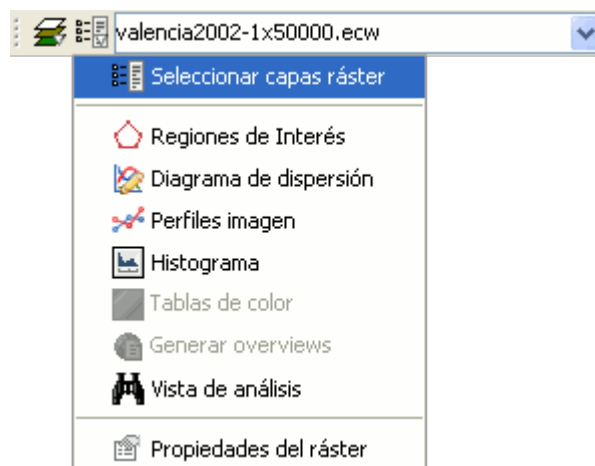 valencia2002-1x50000.ecw
Seleccionar capas ráster
Regiones de Interés
Diagrama de dispersión
Perfiles imagen
Histograma
Tablas de color
Generar overviews
Vista de análisis
Propiedades del ráster